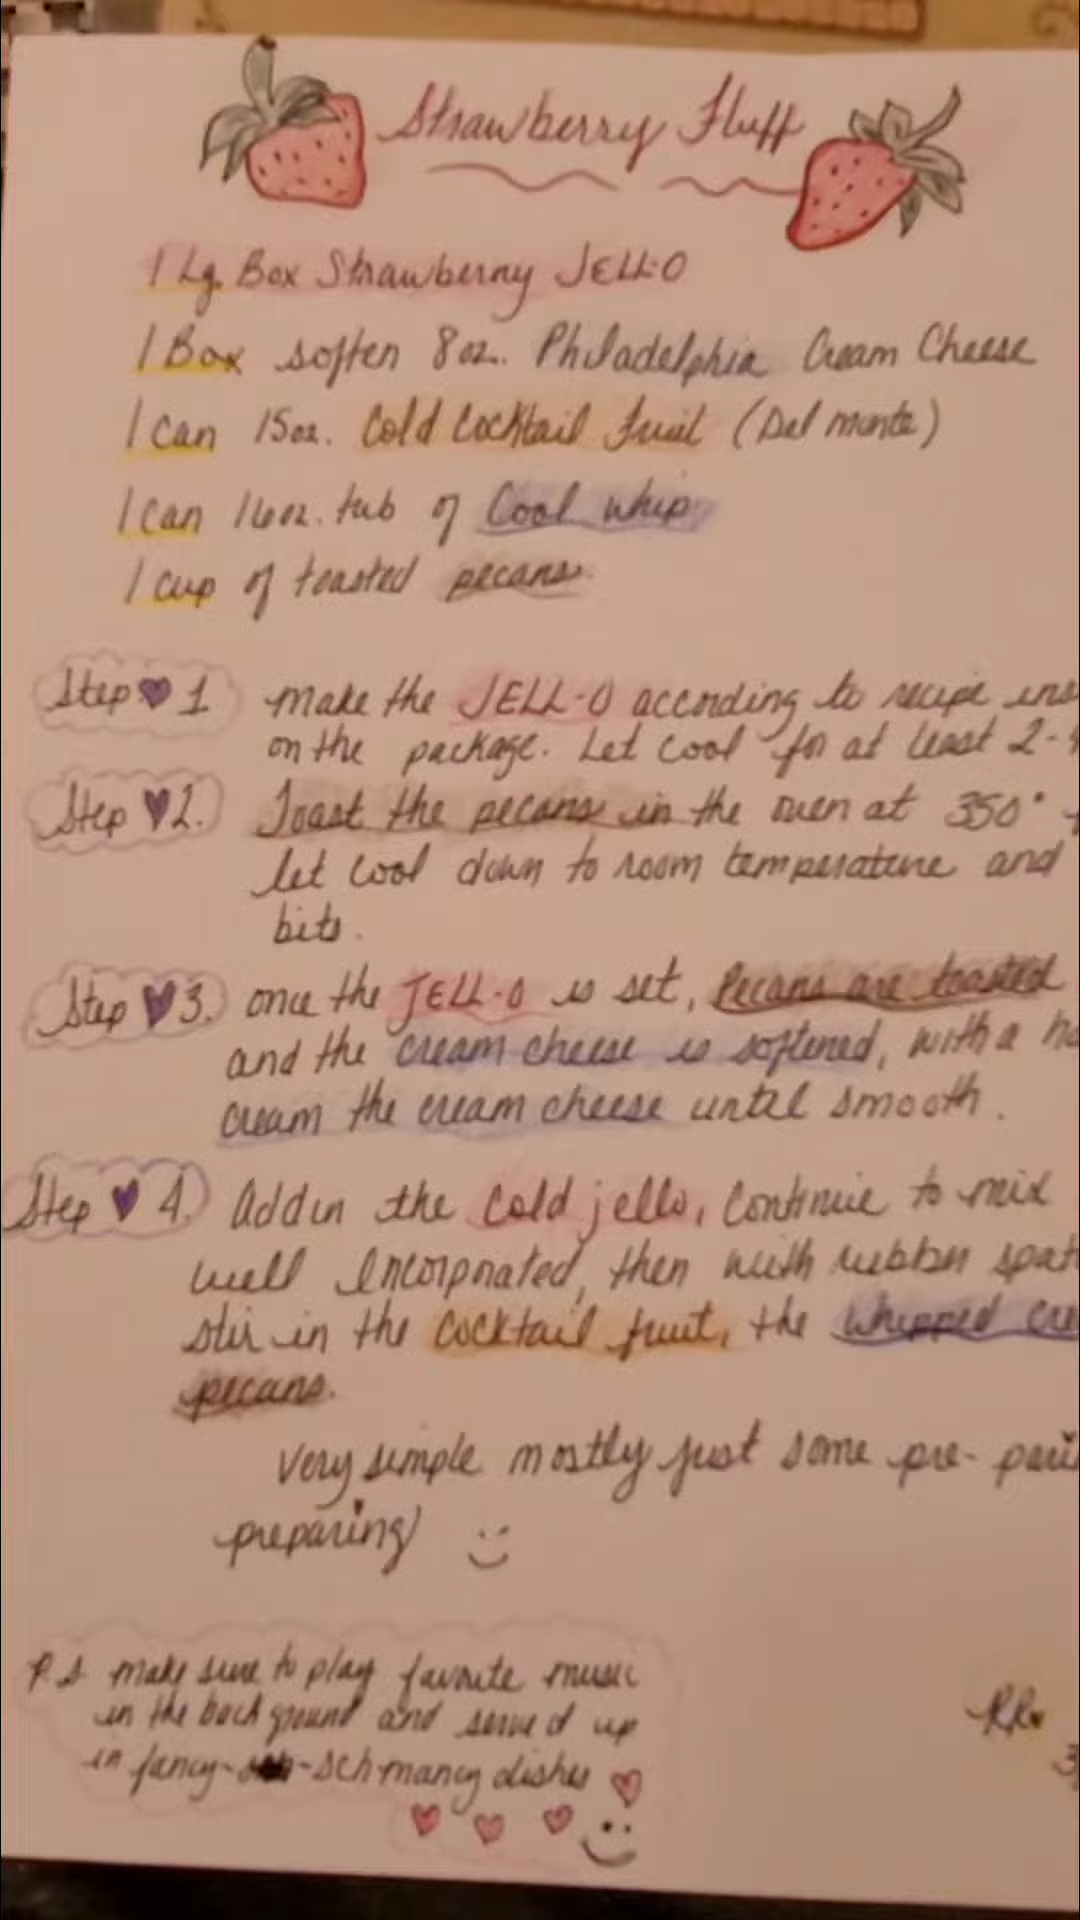 Strawberry Fluff
1 Lg. Box Strawberry JELL-O
1 Box soften 8oz. Philadelphia Cream Cheese
1 can 15oz. Cold Cocktail Fruit (Del monte)
1 can 16oz. tub of Cool whip
1 cup of toasted pecans.
Step 1 make the JELL-O according to recipe
on the package. Let cool for at least 2-
Step 2. Toast the pecans in the oven at 350°
let cool down to room temperature and
bits.
Step 3. once the JELL-O is set, Pecans are toasted
and the cream cheese is softened, with a
cream the cream cheese until smooth.
Step 4. Add in the cold jello, continue to mix
well Incorporated, then with rubber
stir in the cocktail fruit, the whipped
pecans.
very simple mostly just some pre-
preparing
P.S make sure to play favorite music
in the back ground and serve d up
in fancy- -schmancy dishes
RR